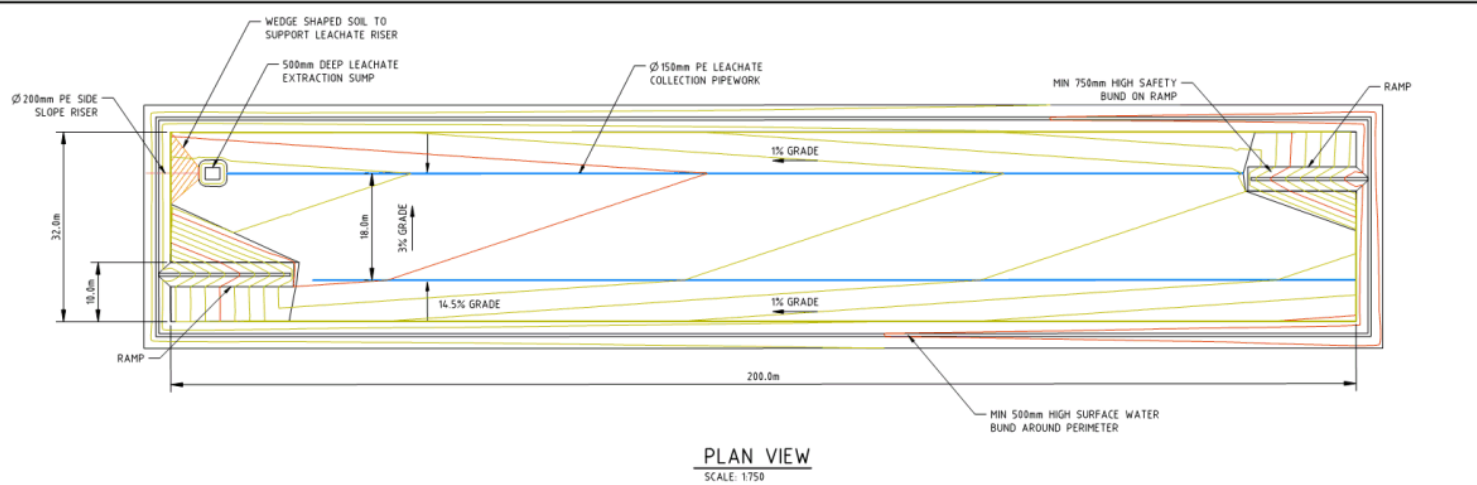 WEDGE SHAPED SOIL TO
SUPPORT LEACHATE RISER
500mm DEEP LEACHATE
EXTRACTION SUMP
Ø 200mm PE SIDE
SLOPE RISER
Ø 150mm PE LEACHATE
COLLECTION PIPEWORK
MIN 750mm HIGH SAFETY
BUND ON RAMP
RAMP
1% GRADE
32.0m
18.0m
3% GRADE
10.0m
14.5% GRADE
1% GRADE
RAMP
200.0m
MIN 500mm HIGH SURFACE WATER
BUND AROUND PERIMETER
PLAN VIEW
SCALE: 1:750